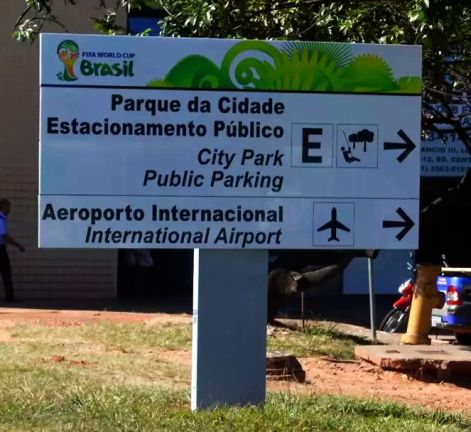 FIFA WORLD CUP
Brasil
Parque da Cidade
Estacionamento Público
City Park
Public Parking
E
Aeroporto Internacional
International Airport